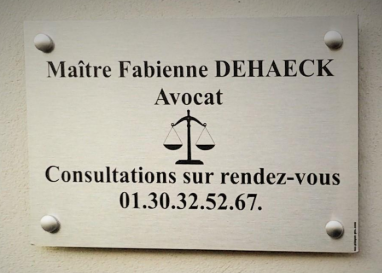 Maître Fabienne DEHAECK
Avocat
Consultations sur rendez-vous
01.30.32.52.67.